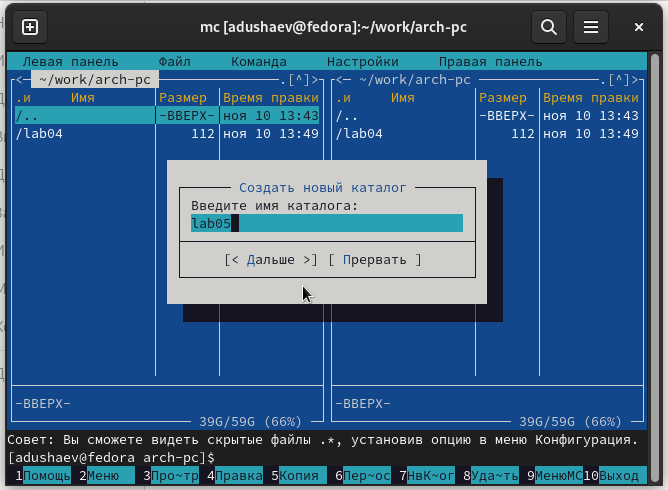 mc [adushaev@fedora]:~/work/arch-pc
Левая панель Файл Команда Настройки Правая панель
<─ ~/work/arch-pc ─.[^]>
<─ ~/work/arch-pc ─.[^]>
.и Имя Размер Время правки
.и Имя Размер Время правки
/.. -ВВЕРХ- ноя 10 13:43
/.. -ВВЕРХ- ноя 10 13:43
/lab04 112 ноя 10 13:49
/lab04 112 ноя 10 13:49
Создать новый каталог
Введите имя каталога:
lab05
[< Дальше >] [ Прервать ]
-ВВЕРХ-
-ВВЕРХ-
39G/59G (66%)
39G/59G (66%)
Совет: Вы сможете видеть скрытые файлы .*, установив опцию в меню Конфигурация.
[adushaev@fedora arch-pc]$
1Помощь 2Меню 3Про~тр 4Правка 5Копия 6Пер~ос 7НвК~ог 8Уда~ть 9МенюMC 10Выход